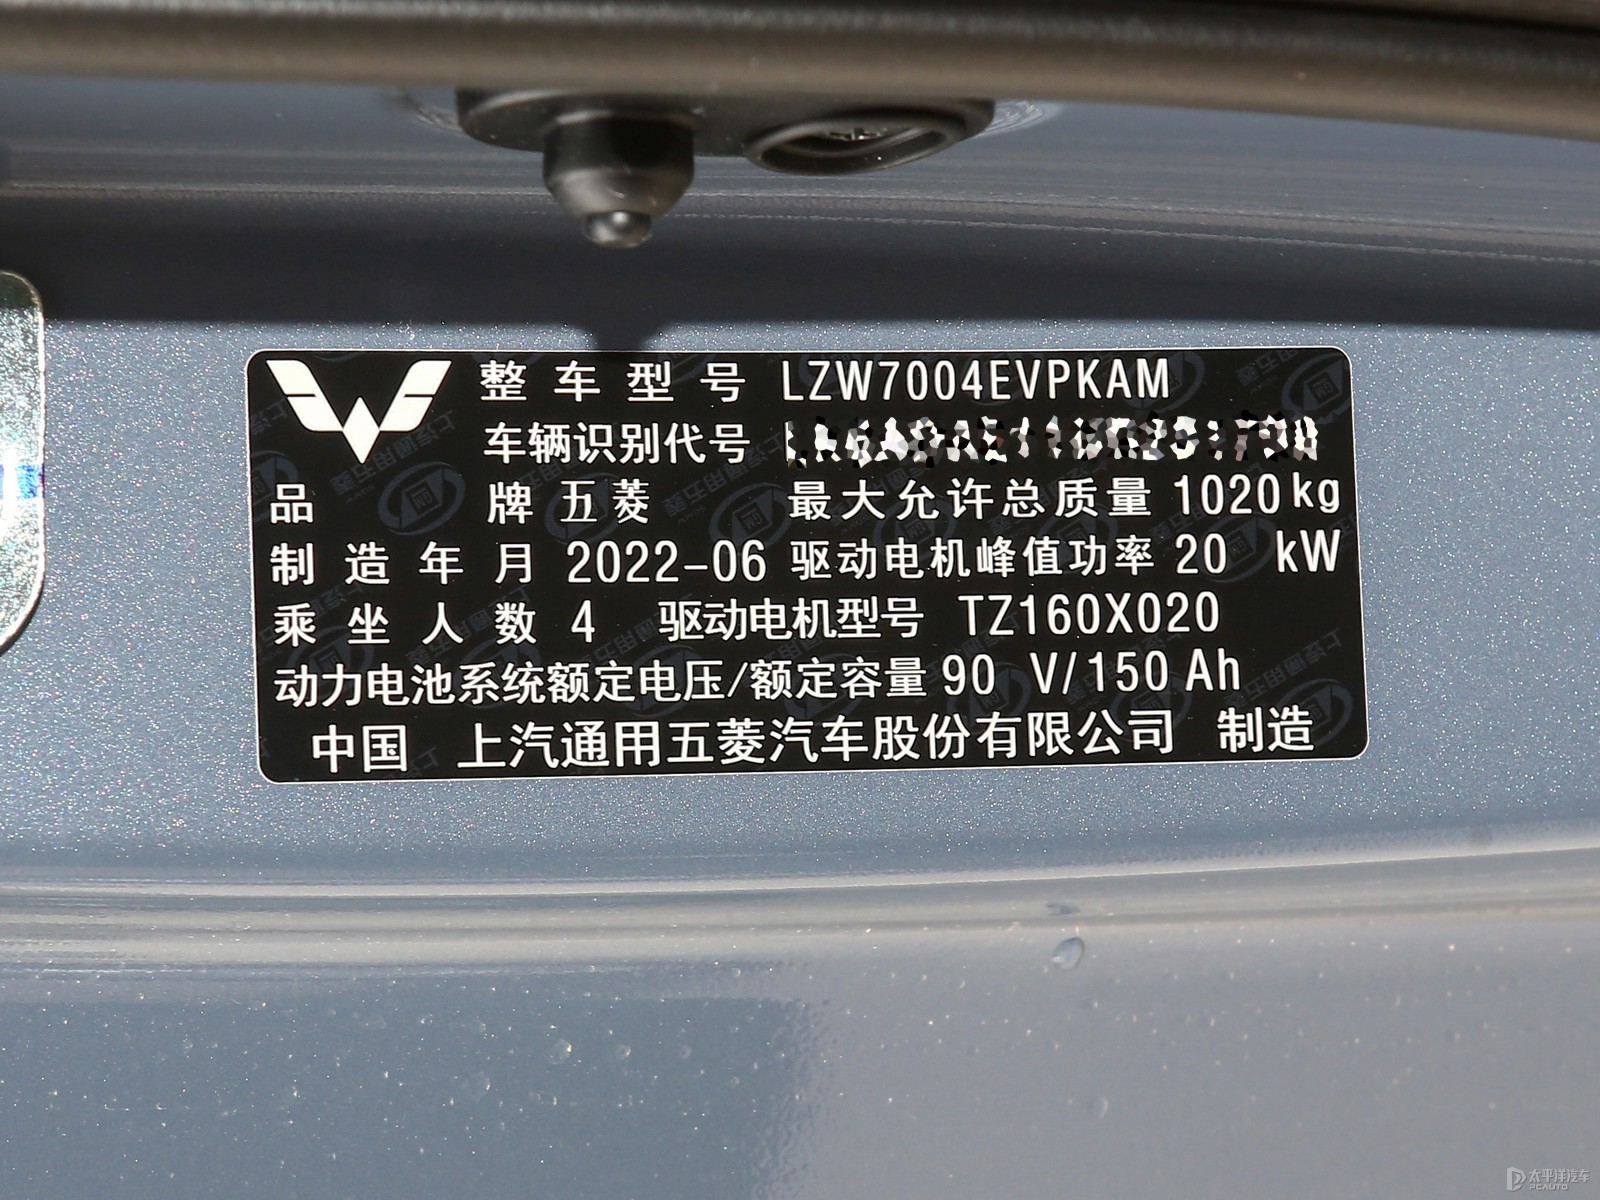 整车型号 LZW7004EVPKAM
车辆识别代号
品牌 五菱 最大允许总质量 1020 kg
制造年月 2022-06 驱动电机峰值功率 20 kW
乘坐人数 4 驱动电机型号 TZ160X020
动力电池系统额定电压/额定容量 90 V/150 Ah
中国 上汽通用五菱汽车股份有限公司 制造
太平洋汽车
PCAUTO